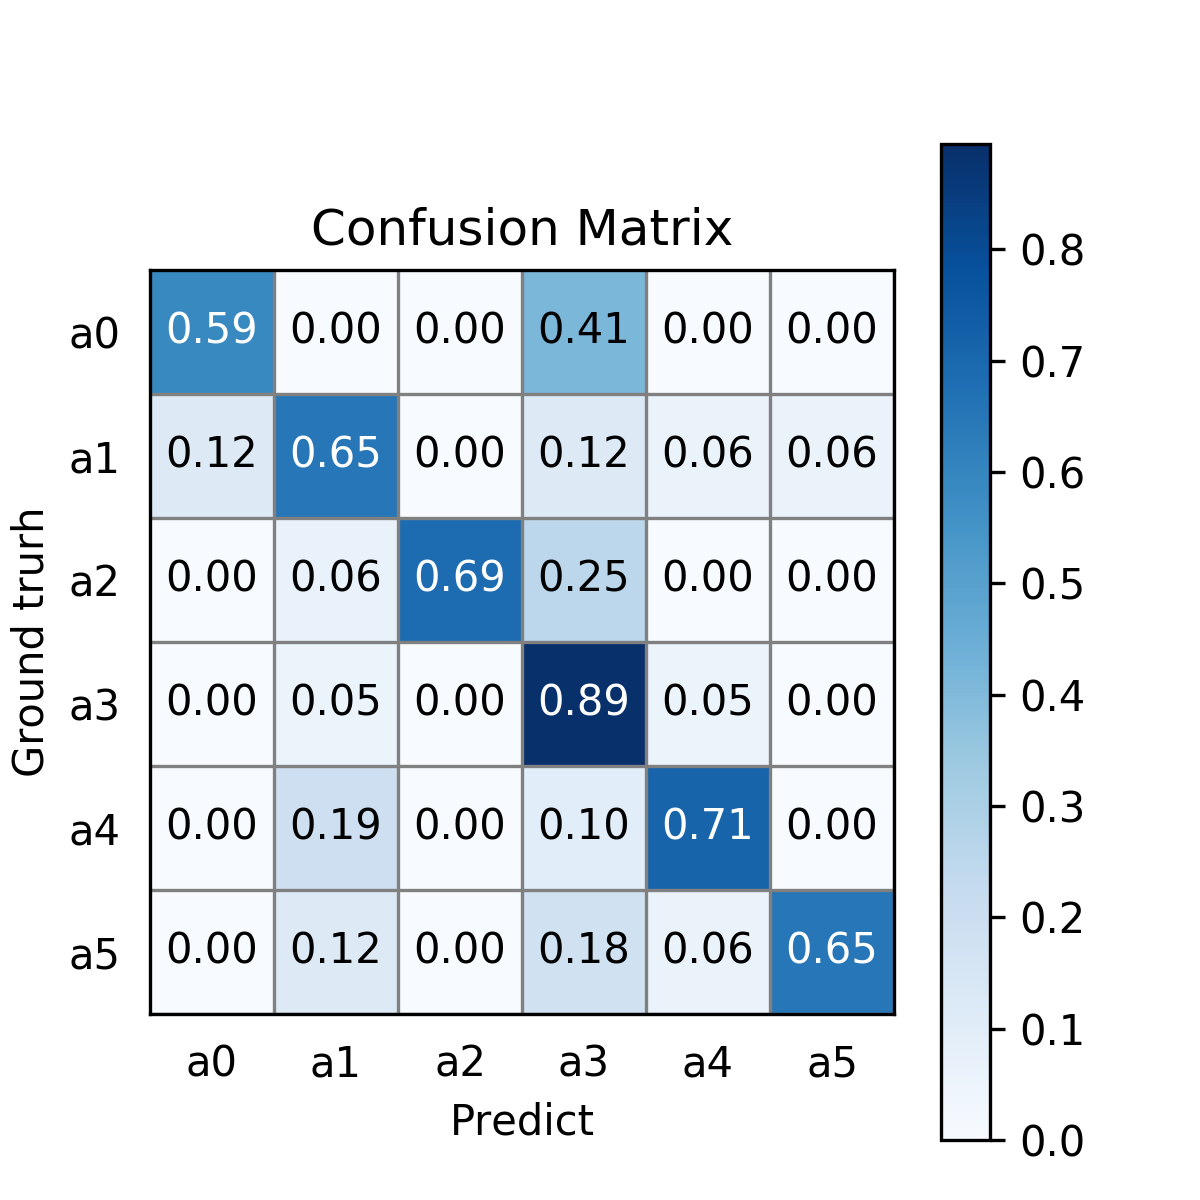 Confusion Matrix
a0 0.59 0.00 0.00 0.41 0.00 0.00
a1 0.12 0.65 0.00 0.12 0.06 0.06
a2 0.00 0.06 0.69 0.25 0.00 0.00
a3 0.00 0.05 0.00 0.89 0.05 0.00
a4 0.00 0.19 0.00 0.10 0.71 0.00
a5 0.00 0.12 0.00 0.18 0.06 0.65
a0 a1 a2 a3 a4 a5
Predict
Ground trurh
0.8
0.7
0.6
0.5
0.4
0.3
0.2
0.1
0.0